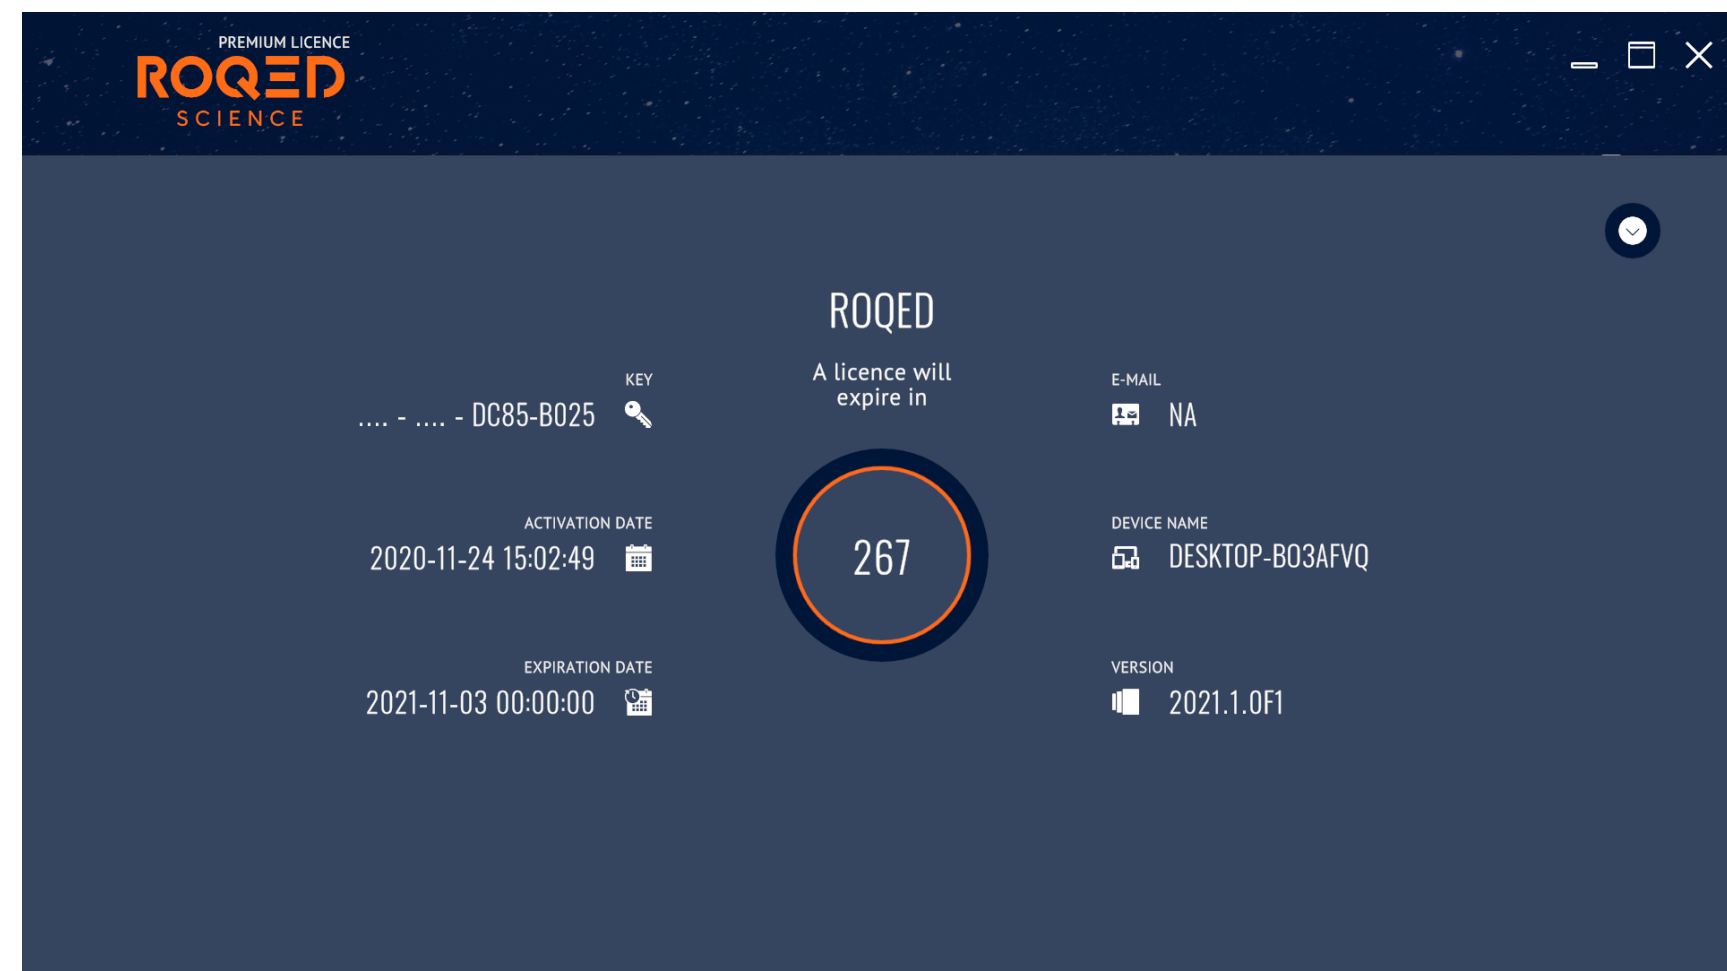 PREMIUM LICENCE
ROQED
SCIENCE
ROQED
A licence will
expire in
267
KEY
.... - .... - DC85-B025
ACTIVATION DATE
2020-11-24 15:02:49
EXPIRATION DATE
2021-11-03 00:00:00
E-MAIL
NA
DEVICE NAME
DESKTOP-BO3AFVQ
VERSION
2021.1.0F1